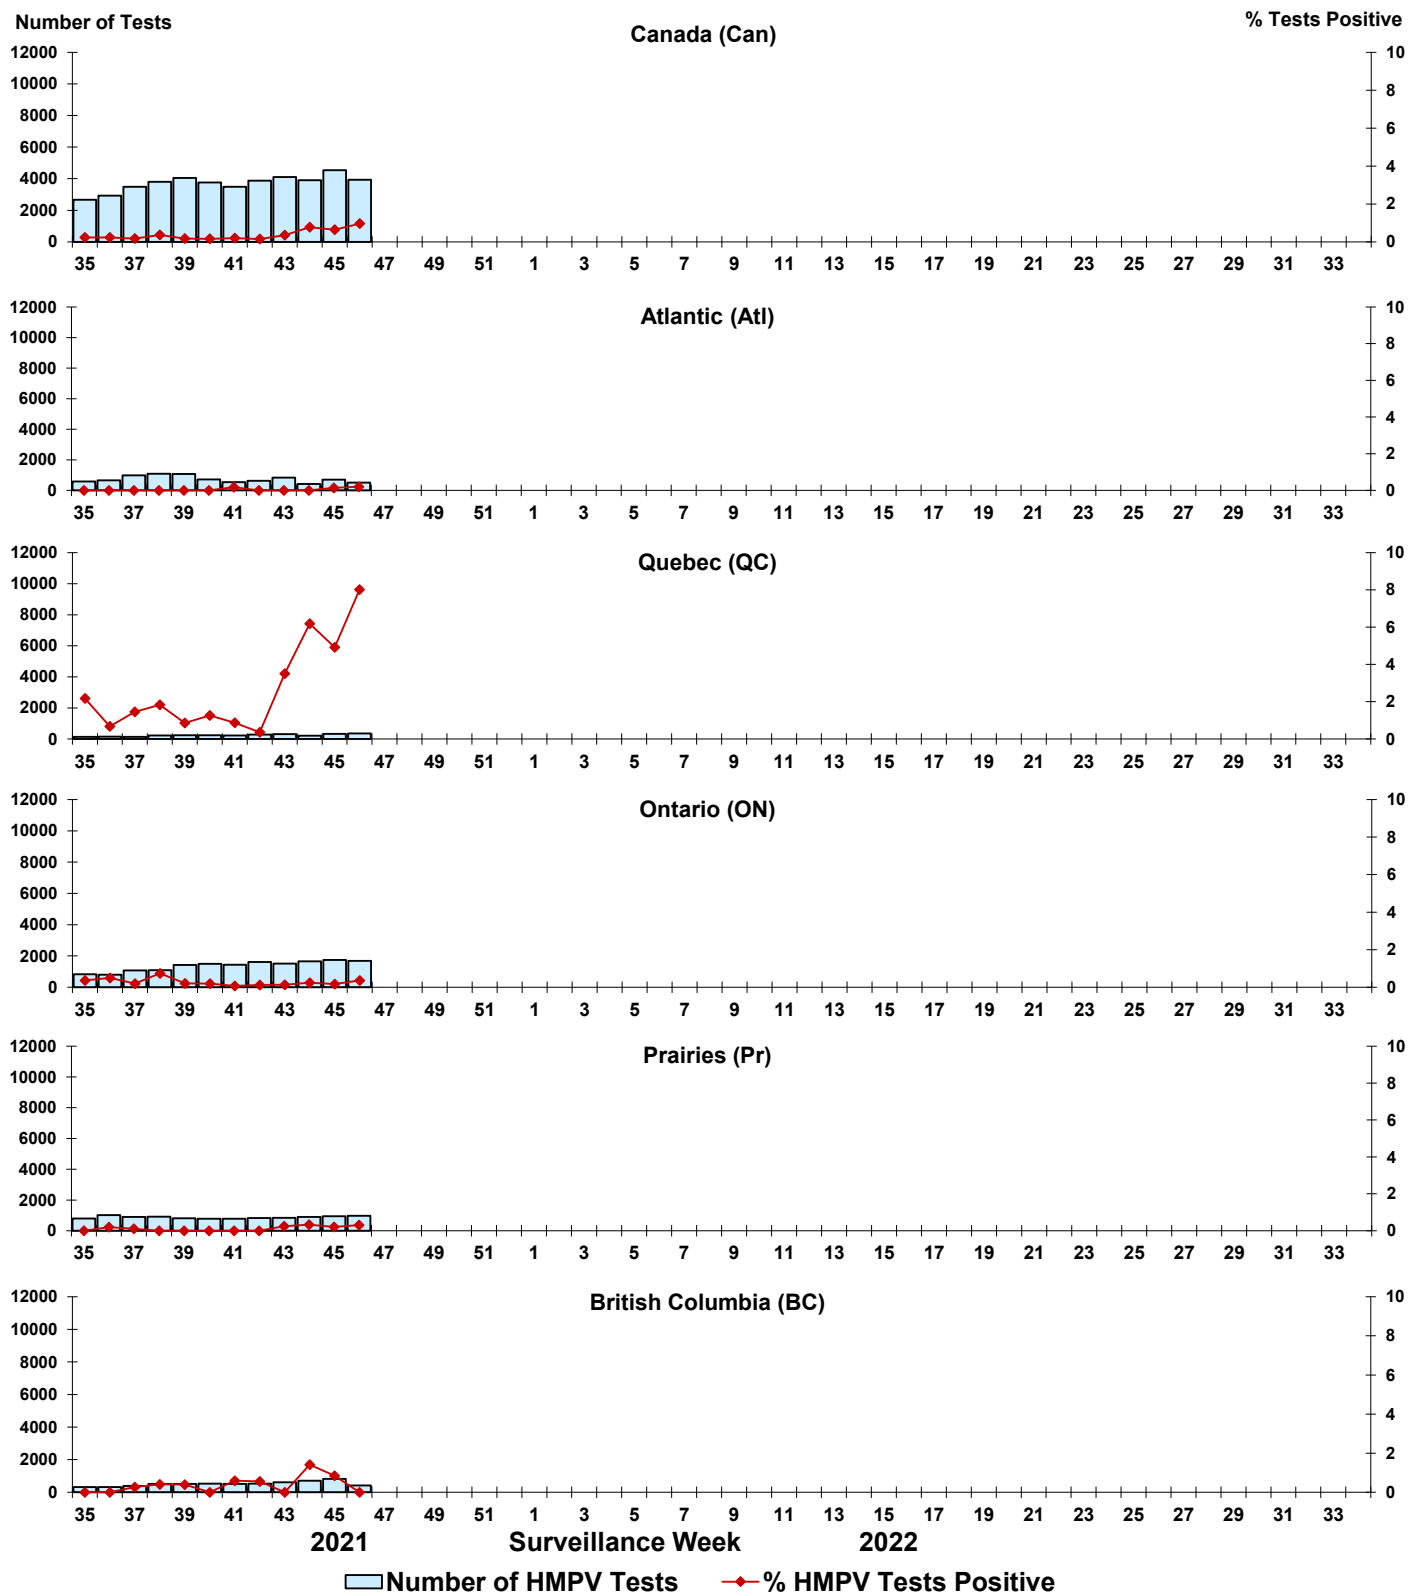 Number of Tests
% Tests Positive
Canada (Can)
12000 10
10000 8
8000
6000 6
4000 4
2000 2
0 0
35 37 39 41 43 45 47 49 51 1 3 5 7 9 11 13 15 17 19 21 23 25 27 29 31 33
Atlantic (Atl)
12000 10
10000 8
8000
6000 6
4000 4
2000 2
0 0
35 37 39 41 43 45 47 49 51 1 3 5 7 9 11 13 15 17 19 21 23 25 27 29 31 33
Quebec (QC)
12000 10
10000 8
8000
6000 6
4000 4
2000 2
0 0
35 37 39 41 43 45 47 49 51 1 3 5 7 9 11 13 15 17 19 21 23 25 27 29 31 33
Ontario (ON)
12000 10
10000 8
8000
6000 6
4000 4
2000 2
0 0
35 37 39 41 43 45 47 49 51 1 3 5 7 9 11 13 15 17 19 21 23 25 27 29 31 33
Prairies (Pr)
12000 10
10000 8
8000
6000 6
4000 4
2000 2
0 0
35 37 39 41 43 45 47 49 51 1 3 5 7 9 11 13 15 17 19 21 23 25 27 29 31 33
British Columbia (BC)
12000 10
10000 8
8000
6000 6
4000 4
2000 2
0 0
35 37 39 41 43 45 47 49 51 1 3 5 7 9 11 13 15 17 19 21 23 25 27 29 31 33
2021 Surveillance Week 2022
Number of HMPV Tests % HMPV Tests Positive